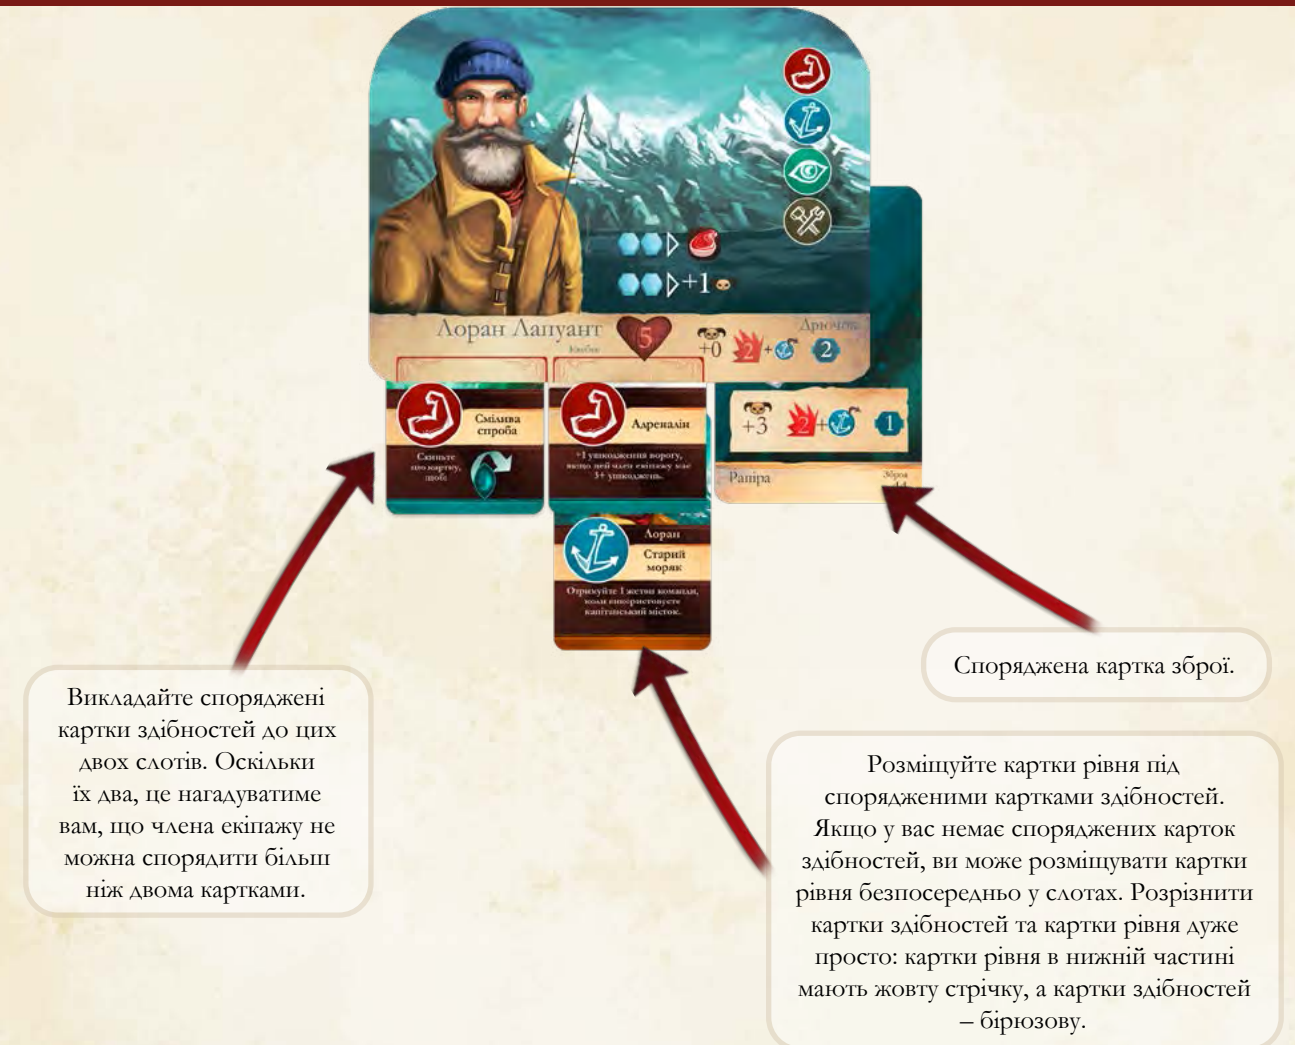 +1
Лоран Лапуант
5
+0
2
+
2
Дрючок
Смілива
спроба
Скиньте
цю картку,
щоб:
Адреналін
+1 ушкодження ворогу,
якщо цей член екіпажу має
3+ ушкоджень.
+3
2
+
1
Рапіра
Зброя
Лоран
Старий
моряк
Отримуйте 1 жетон команди,
коли використовуєте
капітанський місток.
Викладайте споряджені
картки здібностей до цих
двох слотів. Оскільки
їх два, це нагадуватиме
вам, що члена екіпажу не
можна спорядити більш
ніж двома картками.
Споряджена картка зброї.
Розміщуйте картки рівня під
спорядженими картками здібностей.
Якщо у вас немає споряджених карток
здібностей, ви може розміщувати картки
рівня безпосередньо у слотах. Розрізнити
картки здібностей та картки рівня дуже
просто: картки рівня в нижній частині
мають жовту стрічку, а картки здібностей
– бірюзову.